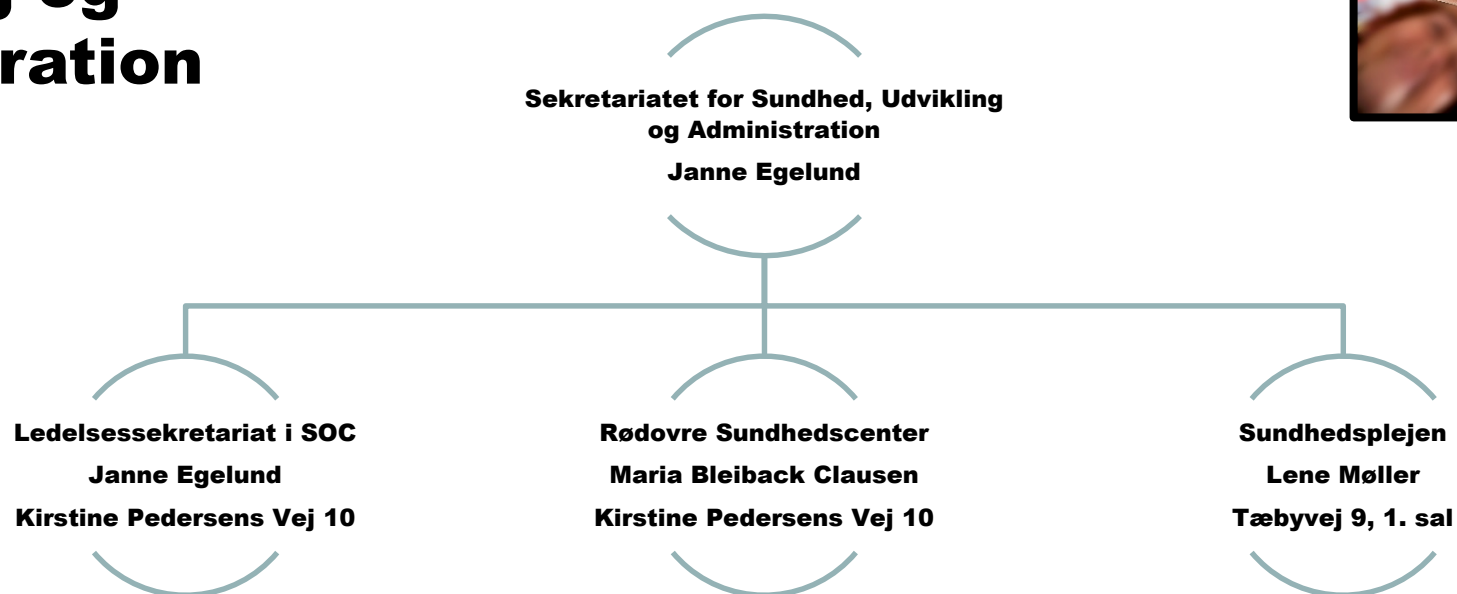 ration
Sekretariatet for Sundhed, Udvikling
og Administration
Janne Egelund
Ledelsessekretariat i SOC
Janne Egelund
Kirstine Pedersens Vej 10
Rødovre Sundhedscenter
Maria Bleiback Clausen
Kirstine Pedersens Vej 10
Sundhedsplejen
Lene Møller
Tæbyvej 9, 1. sal